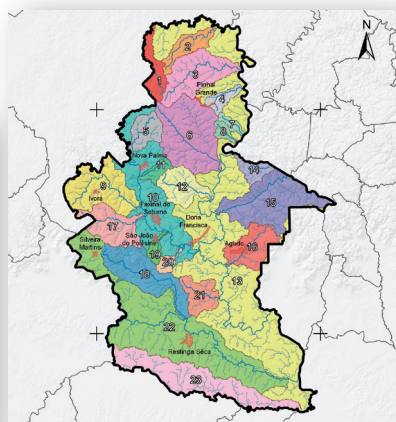 N
2
1
3
Pinhal
Grande
4
5
6
7
8
Nova Palma
11
14
9
12
15
Ivorá
10
Faxinal do
Soturno
Dona
Francisca
17
São João
do Polêsine
Agudo
16
Silveira
Martins
19
20
18
13
21
22
Restinga Sêca
23